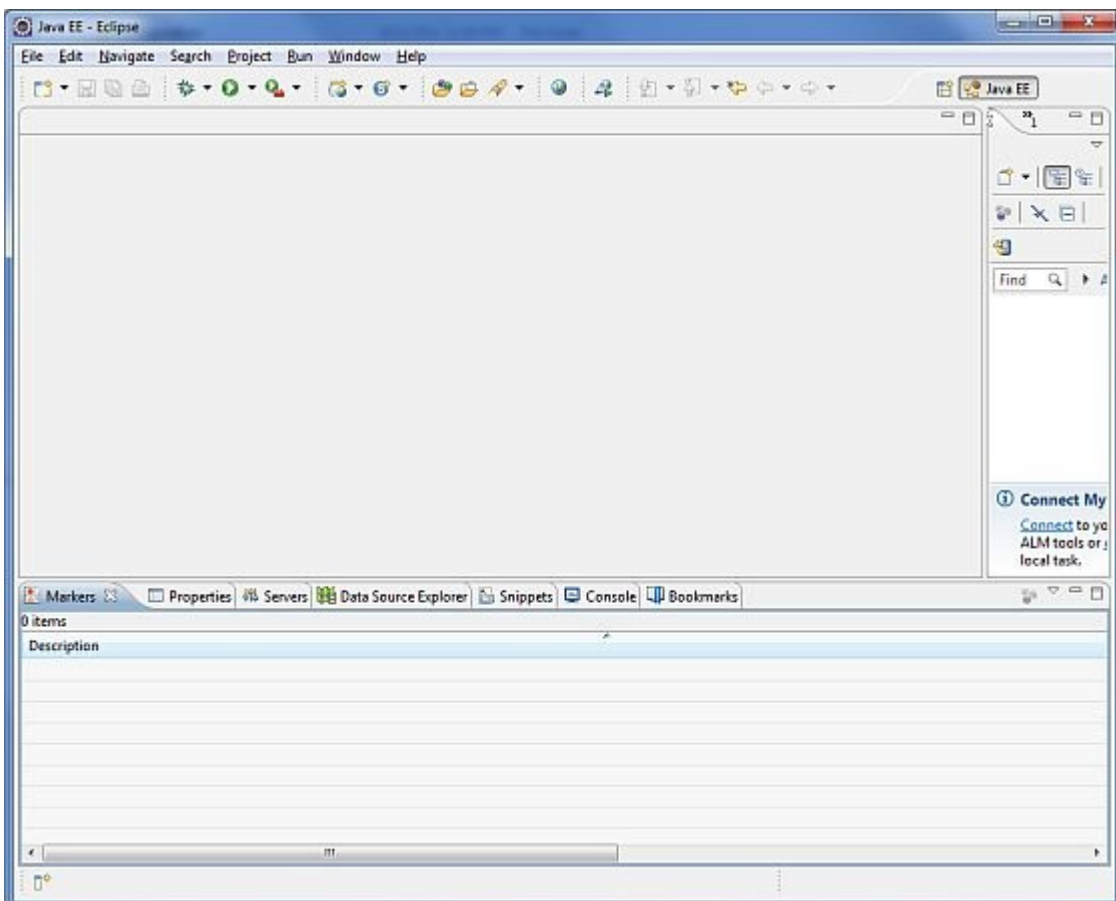 Java EE - Eclipse
File Edit Navigate Search Project Run Window Help
Java EE
»1
Find
Connect My
Connect to yo
ALM tools or
local task.
Markers Properties Servers Data Source Explorer Snippets Console Bookmarks
0 items
Description